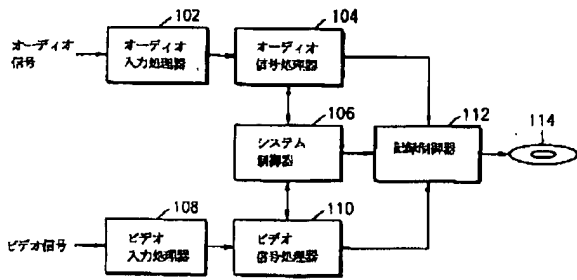 102
104
オーディオ
信号
オーディオ
入力処理器
オーディオ
信号処理器
106
112
114
システム
制御器
記録制御器
108
110
ビデオ信号
ビデオ
入力処理器
ビデオ
信号処理器